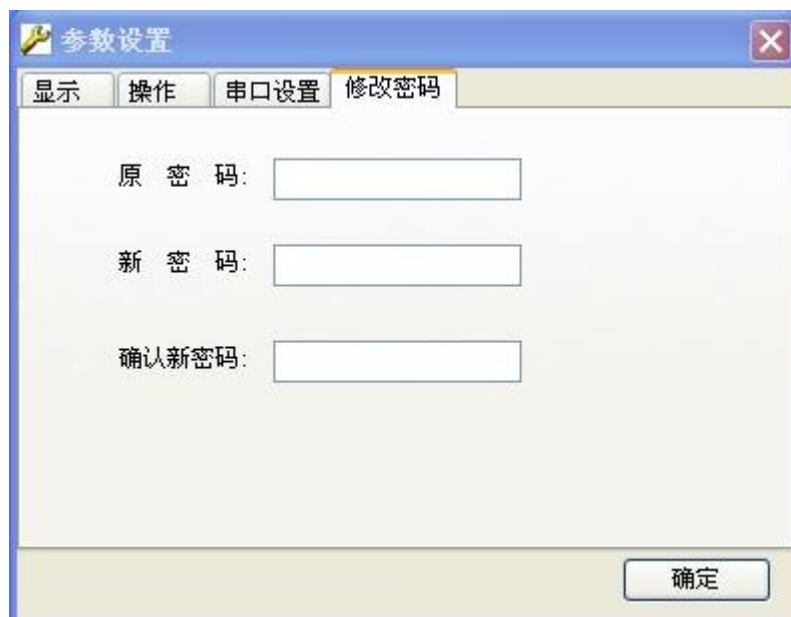 参数设置
显示 操作 串口设置 修改密码
原 密 码:
新 密 码:
确认新密码:
确定